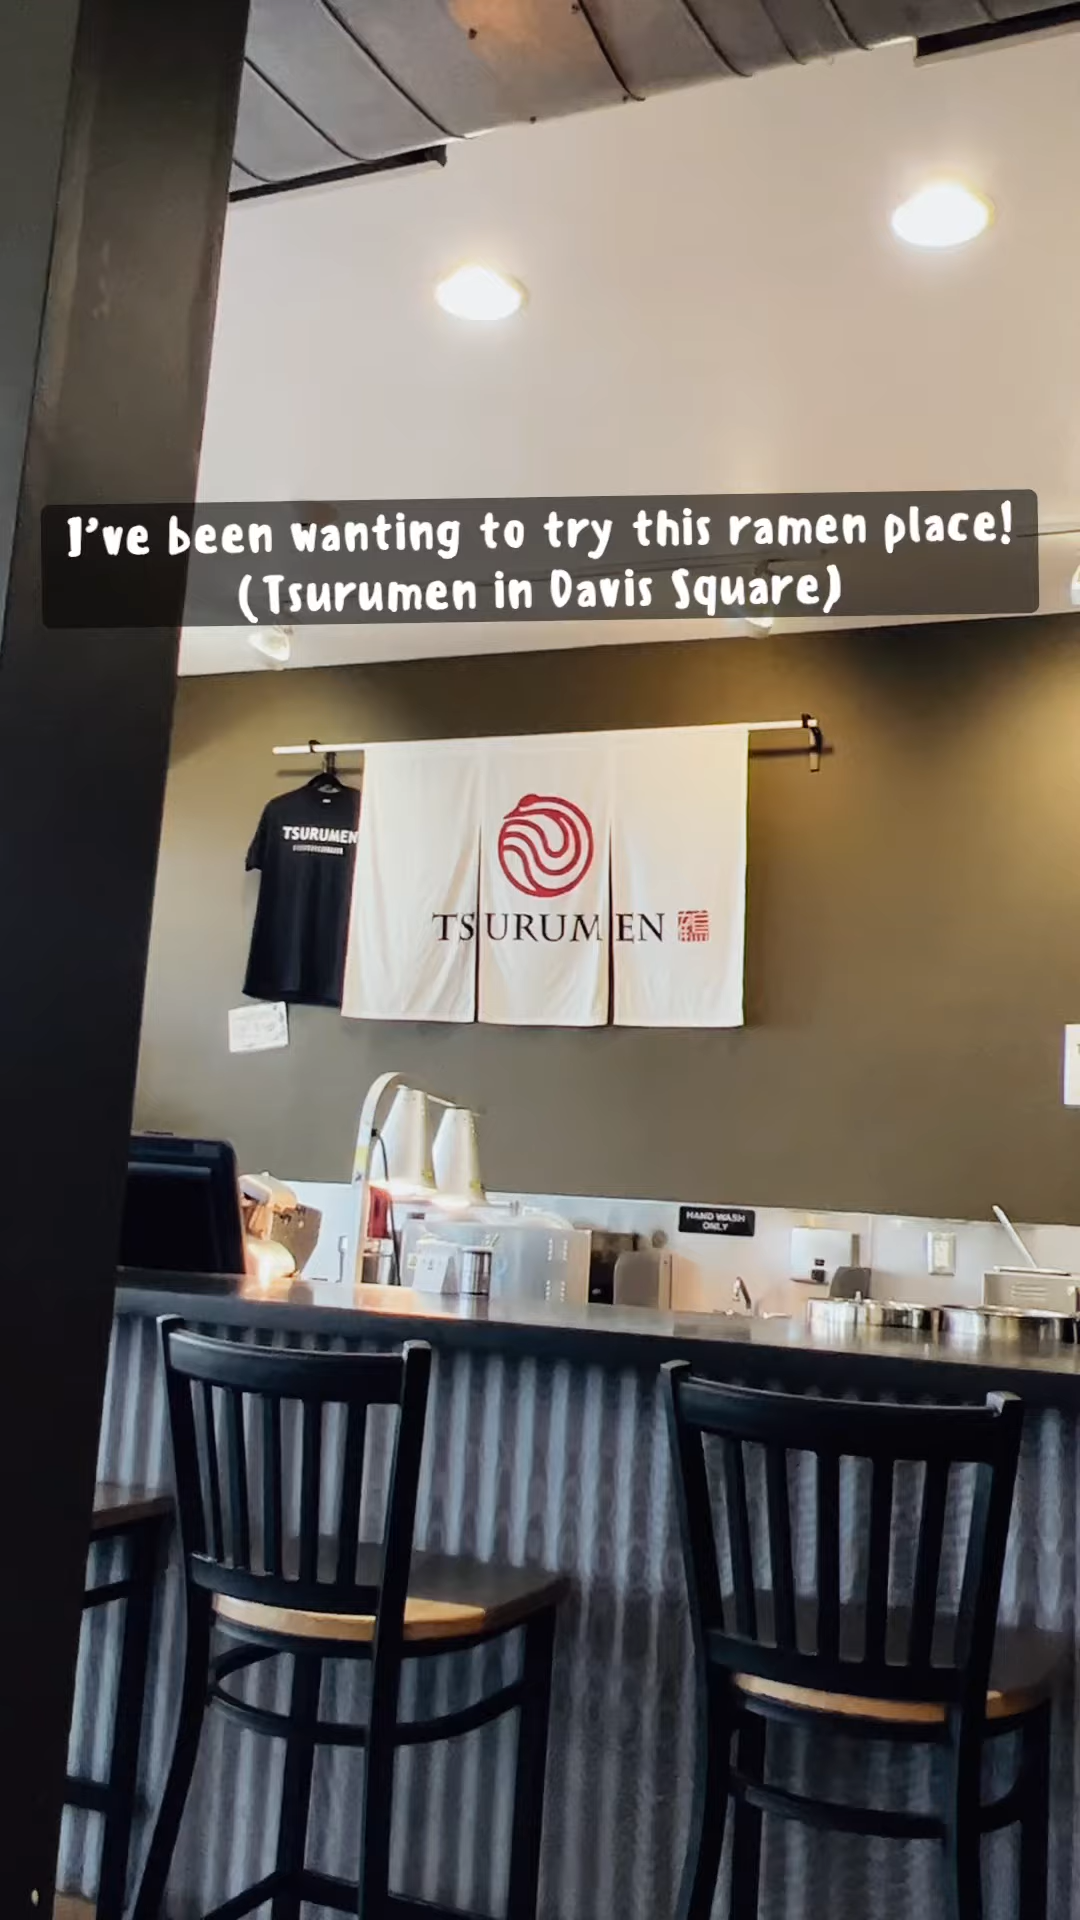 I've been wanting to try this ramen place!
(Tsurumen in Davis Square)
TSURUMEN
TSURUMEN
HAND WASH
ONLY